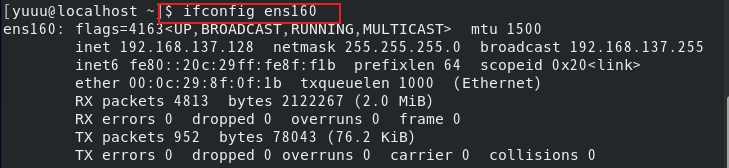 [yuuu@localhost ~]$ ifconfig ens160
ens160: flags=4163<UP,BROADCAST,RUNNING,MULTICAST>  mtu 1500
        inet 192.168.137.128  netmask 255.255.255.0  broadcast 192.168.137.255
        inet6 fe80::20c:29ff:fe8f:f1b  prefixlen 64  scopeid 0x20<link>
        ether 00:0c:29:8f:0f:1b  txqueuelen 1000  (Ethernet)
        RX packets 4813  bytes 2122267 (2.0 MiB)
        RX errors 0  dropped 0  overruns 0  frame 0
        TX packets 952  bytes 78043 (76.2 KiB)
        TX errors 0  dropped 0 overruns 0  carrier 0  collisions 0